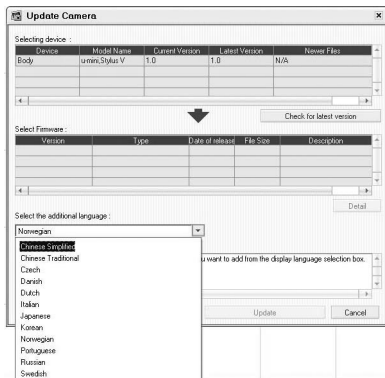 Update Camera
Selecting device :
Device Model Name Current Version Latest Version Newer Files
Body u-mini,Stylus V 1.0 1.0 N/A
Check for latest version
Select Firmware :
Version Type Date of release File Size Description
Detail
Select the additional language :
Norwegian
Chinese Simplified
Chinese Traditional
u want to add from the display language selection box.
Czech
Danish
Dutch
Italian
Update Cancel
Japanese
Korean
Norwegian
Portuguese
Russian
Swedish